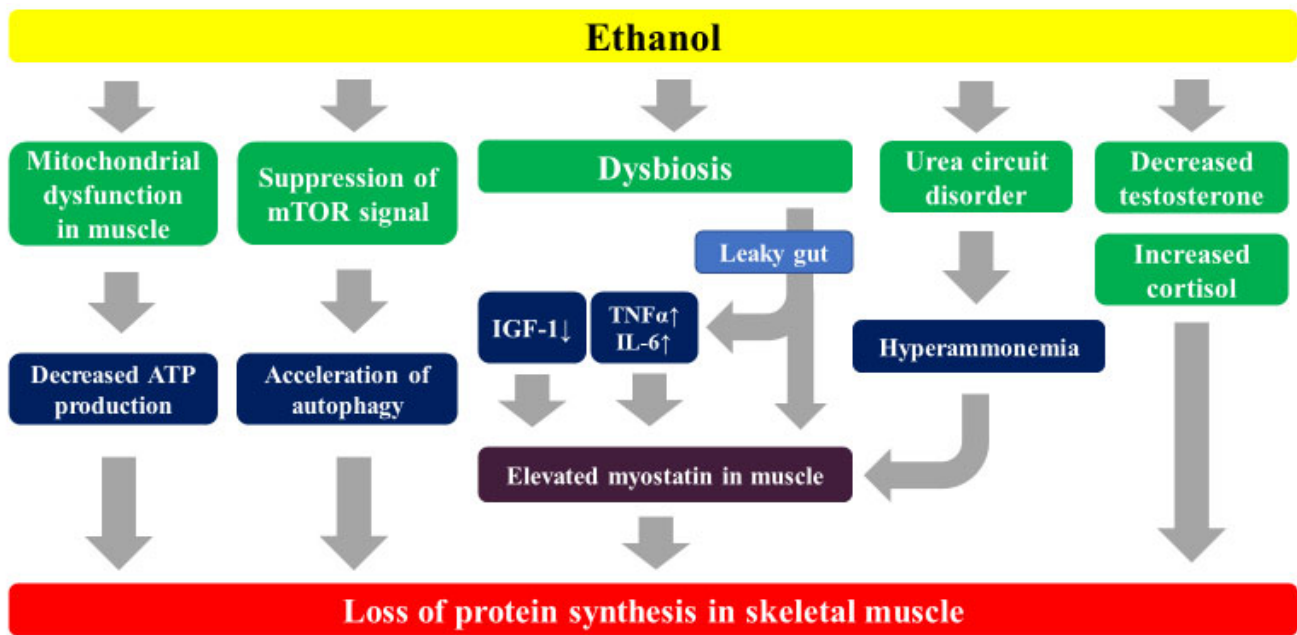 Ethanol
Mitochondrial
dysfunction
in muscle
Suppression of
mTOR signal
Dysbiosis
Urea circuit
disorder
Decreased
testosterone
Leaky gut
Increased
cortisol
IGF-1↓
TNFα↑
IL-6↑
Hyperammonemia
Decreased ATP
production
Acceleration of
autophagy
Elevated myostatin in muscle
Loss of protein synthesis in skeletal muscle